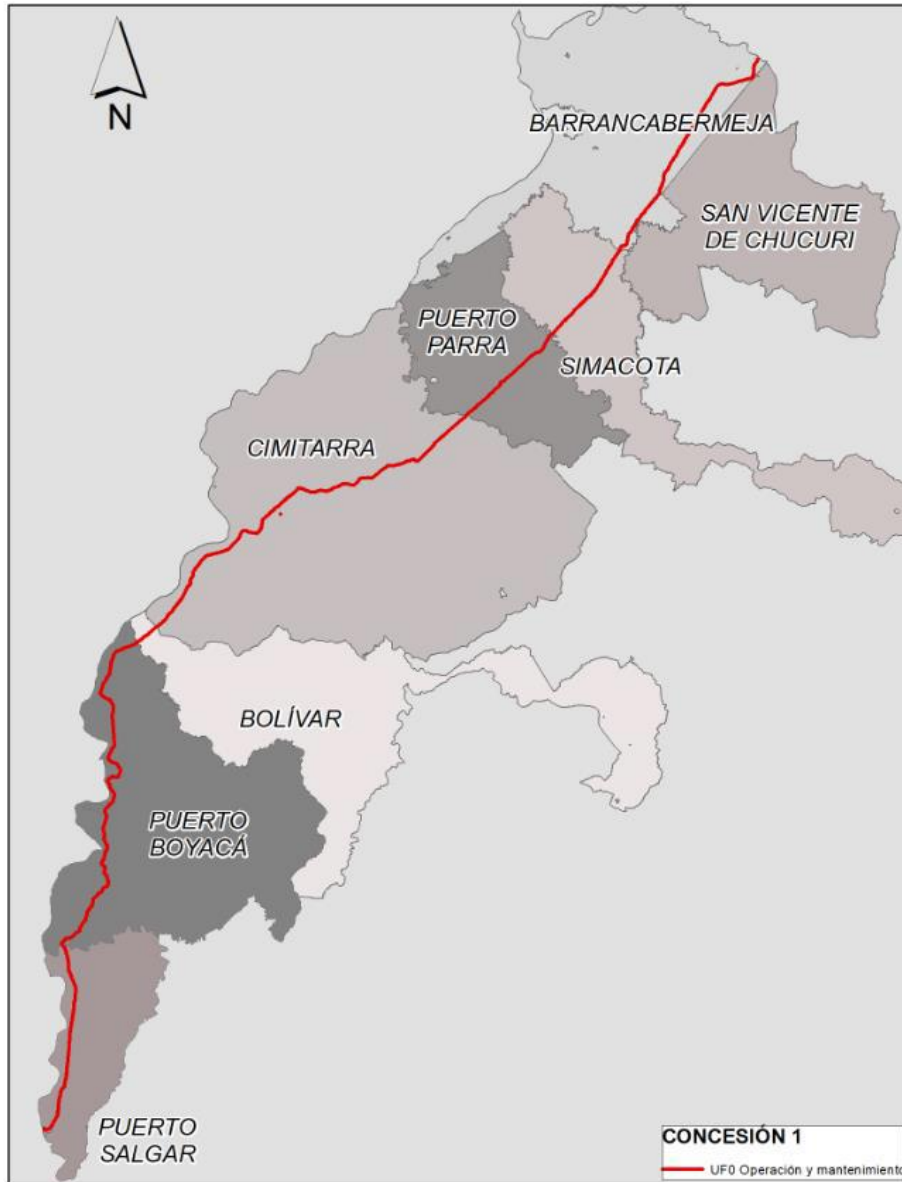 N
BARRANCABERMEJA
SAN VICENTE
DE CHUCURI
PUERTO
PARRA
SIMACOTA
CIMITARRA
BOLÍVAR
PUERTO
BOYACÁ
PUERTO
SALGAR
CONCESIÓN 1
UF0 Operación y mantenimiento